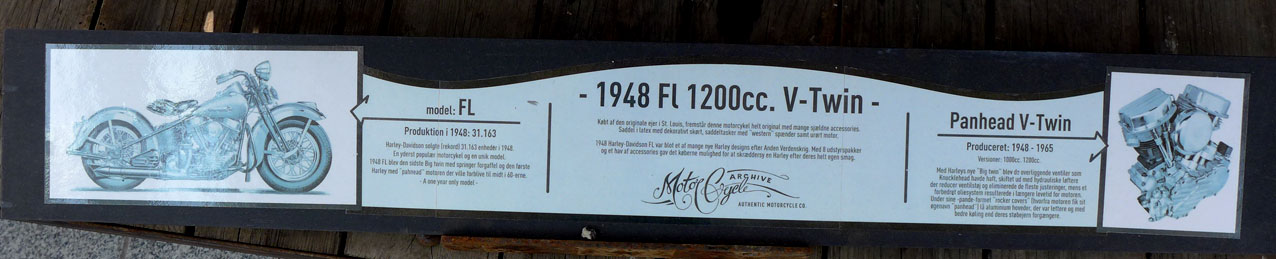 - 1948 Fl 1200cc. V-Twin -
Købt af den originale ejer i St. Louis, fremstår denne motorcykel helt original med mange sjældne accessories.
Saddel i latex med dekorativt skørt, saddeltasker med "western" spænder samt urørt motor.
1948 Harley-Davidson FL var blot et af mange nye Harley designs efter Anden Verdenskrig. Med 8 udstyrspakker
og et hav af accessories gav det køberne mulighed for at skræddersy en Harley efter deres helt egen smag.
Motor Cycle
ARCHIVE
AUTHENTIC MOTORCYCLE CO.
model: FL
Produktion i 1948: 31.163
Harley-Davidson solgte (rekord) 31.163 enheder i 1948.
En yderst populær motorcykel og en unik model.
1948 FL blev den sidste Big twin med springer forgaffel og den første
Harley med "pahnead" motoren der ville forblive til midt i 60-erne.
- A one year only model -
Panhead V-Twin
Produceret: 1948 - 1965
Versioner: 1000cc. 1200cc.
Med Harleys nye "Big twin" blev de overliggende ventiler som
Knucklehead havde haft, skiftet ud med hydrauliske løftere
der reducer ventilstøj og eliminerede de fleste justeringer, mens et
forbedret oliesystem resulterede i længere levetid for motoren.
Under sine -pande-formet "rocker covers" (hvorfra motoren fik sit
øgenavn "panhead") lå aluminium hoveder, der var lettere og med
bedre køling end deres støbejern forgængere.